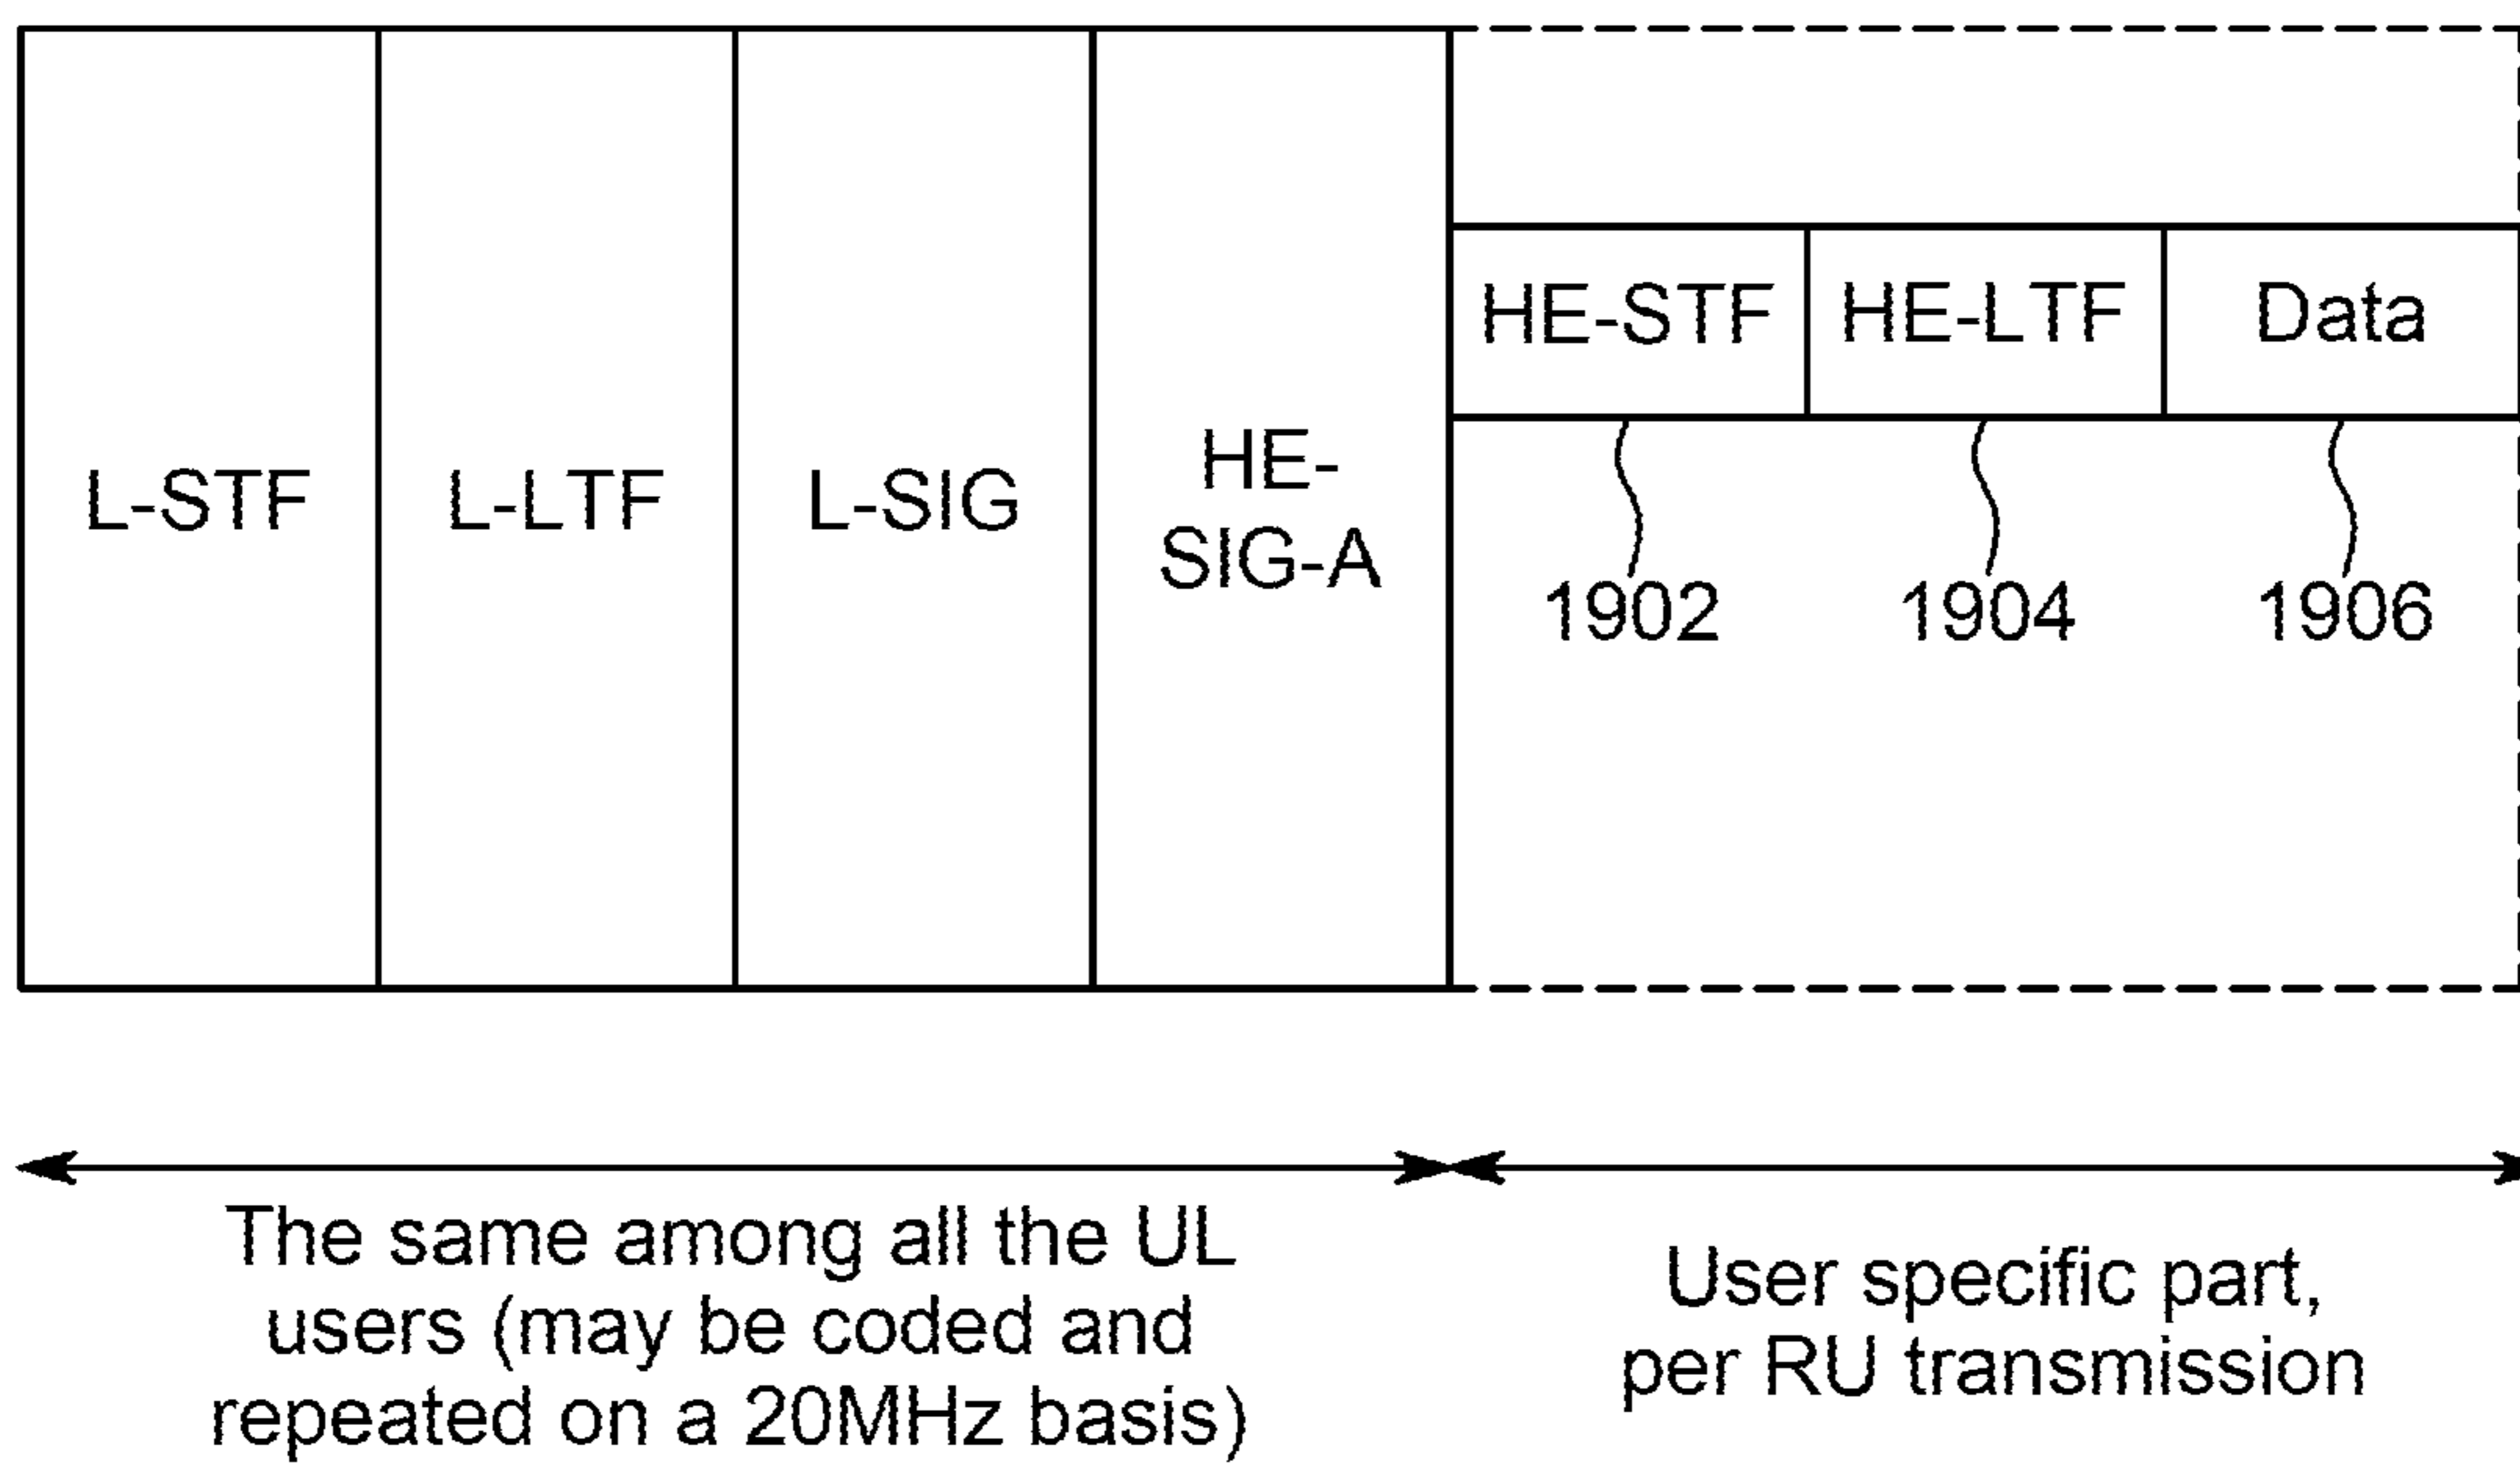 L-STF
L-LTF
L-SIG
HE-
SIG-A
HE-STF
HE-LTF
Data
1902
1904
1906
The same among all the UL
users (may be coded and
repeated on a 20MHz basis)
User specific part,
per RU transmission